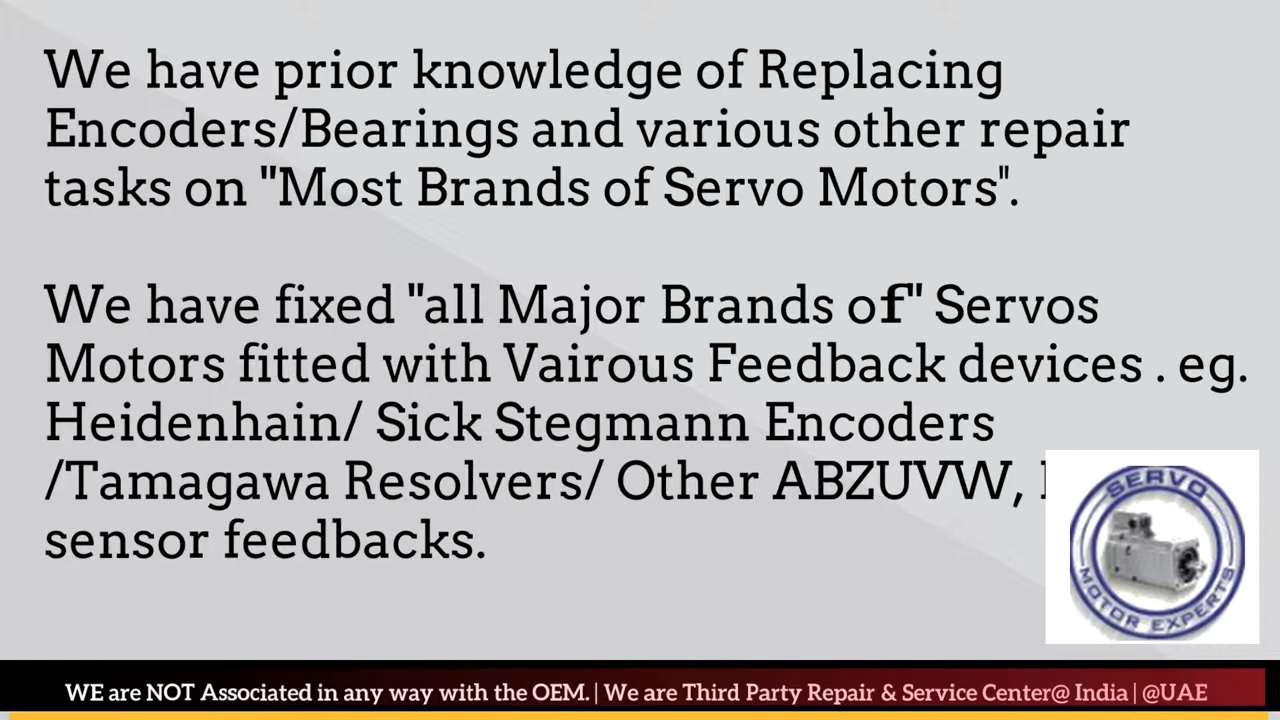 We have prior knowledge of Replacing
Encoders/Bearings and various other repair
tasks on "Most Brands of Servo Motors".
We have fixed "all Major Brands of" Servos
Motors fitted with Vairous Feedback devices . eg.
Heidenhain/ Sick Stegmann Encoders
/Tamagawa Resolvers/ Other ABZUVW,
sensor feedbacks.
SERVO
MOTOR EXPERTS
WE are NOT Associated in any way with the OEM. | We are Third Party Repair & Service Center@ India | @UAE